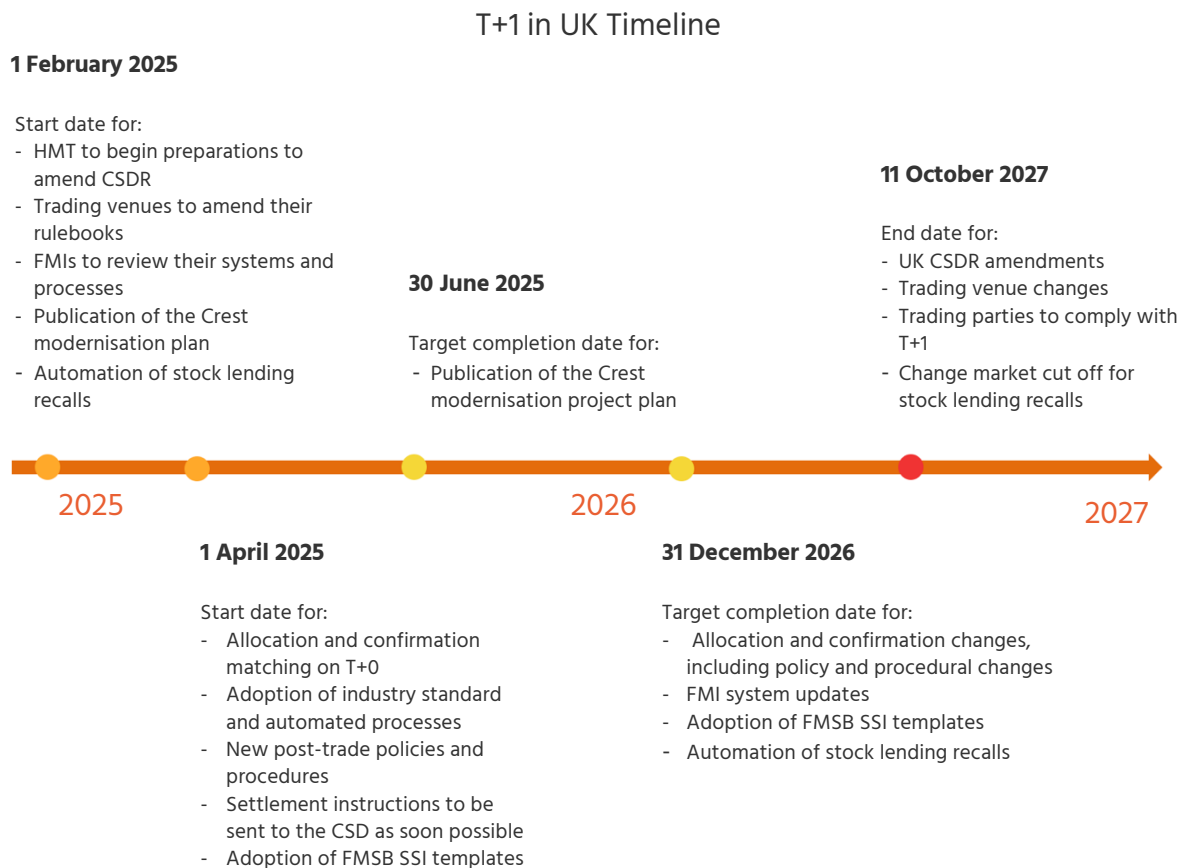 T+1 in UK Timeline
1 February 2025
Start date for:
- HMT to begin preparations to
amend CSDR
- Trading venues to amend their
rulebooks
- FMIs to review their systems and
processes
- Publication of the Crest
modernisation plan
- Automation of stock lending
recalls
30 June 2025
Target completion date for:
- Publication of the Crest
modernisation project plan
11 October 2027
End date for:
- UK CSDR amendments
- Trading venue changes
- Trading parties to comply with
T+1
- Change market cut off for
stock lending recalls
2025
2026
2027
1 April 2025
Start date for:
- Allocation and confirmation
matching on T+0
- Adoption of industry standard
and automated processes
- New post-trade policies and
procedures
- Settlement instructions to be
sent to the CSD as soon possible
- Adoption of FMSB SSI templates
31 December 2026
Target completion date for:
- Allocation and confirmation changes,
including policy and procedural changes
- FMI system updates
- Adoption of FMSB SSI templates
- Automation of stock lending recalls